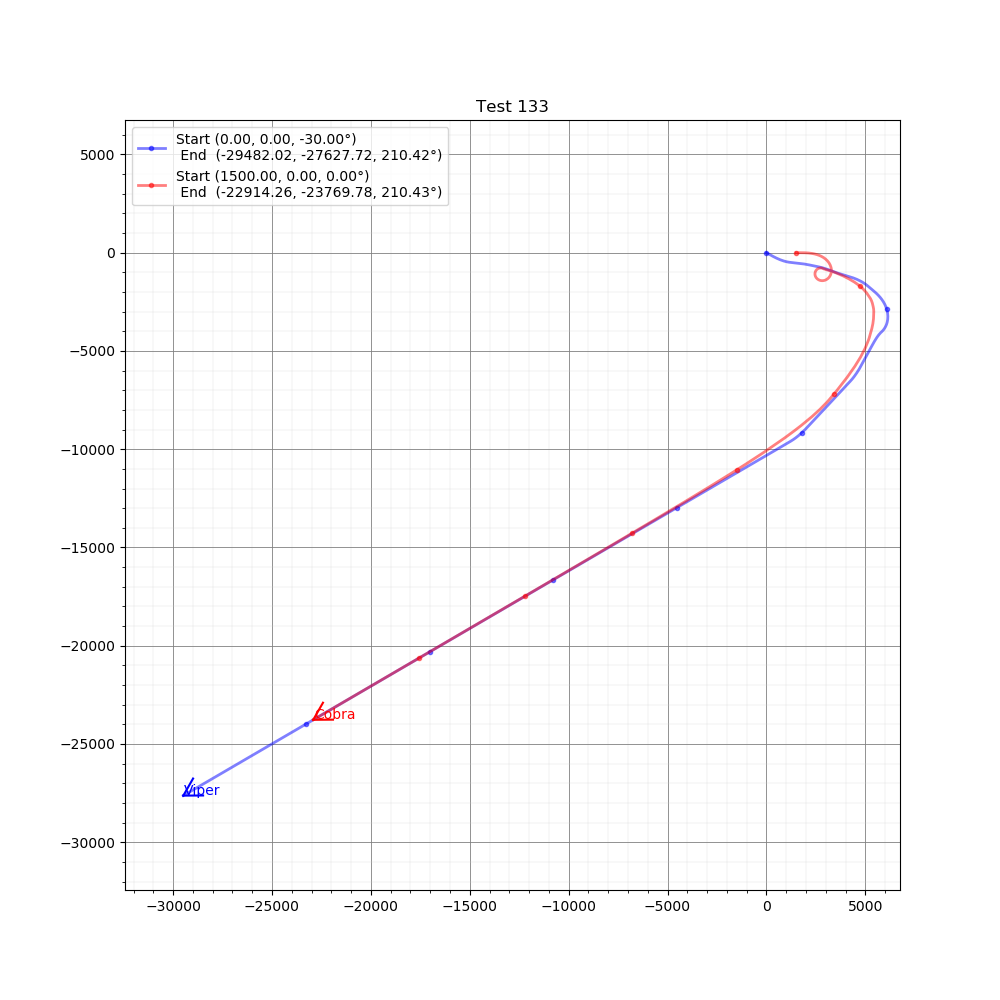 Test 133
Start (0.00, 0.00, -30.00°)
End (-29482.02, -27627.72, 210.42°)
Start (1500.00, 0.00, 0.00°)
End (-22914.26, -23769.78, 210.43°)
5000
0
−5000
−10000
−15000
−20000
−25000
−30000
Cobra
Viper
−30000 −25000 −20000 −15000 −10000 −5000 0 5000